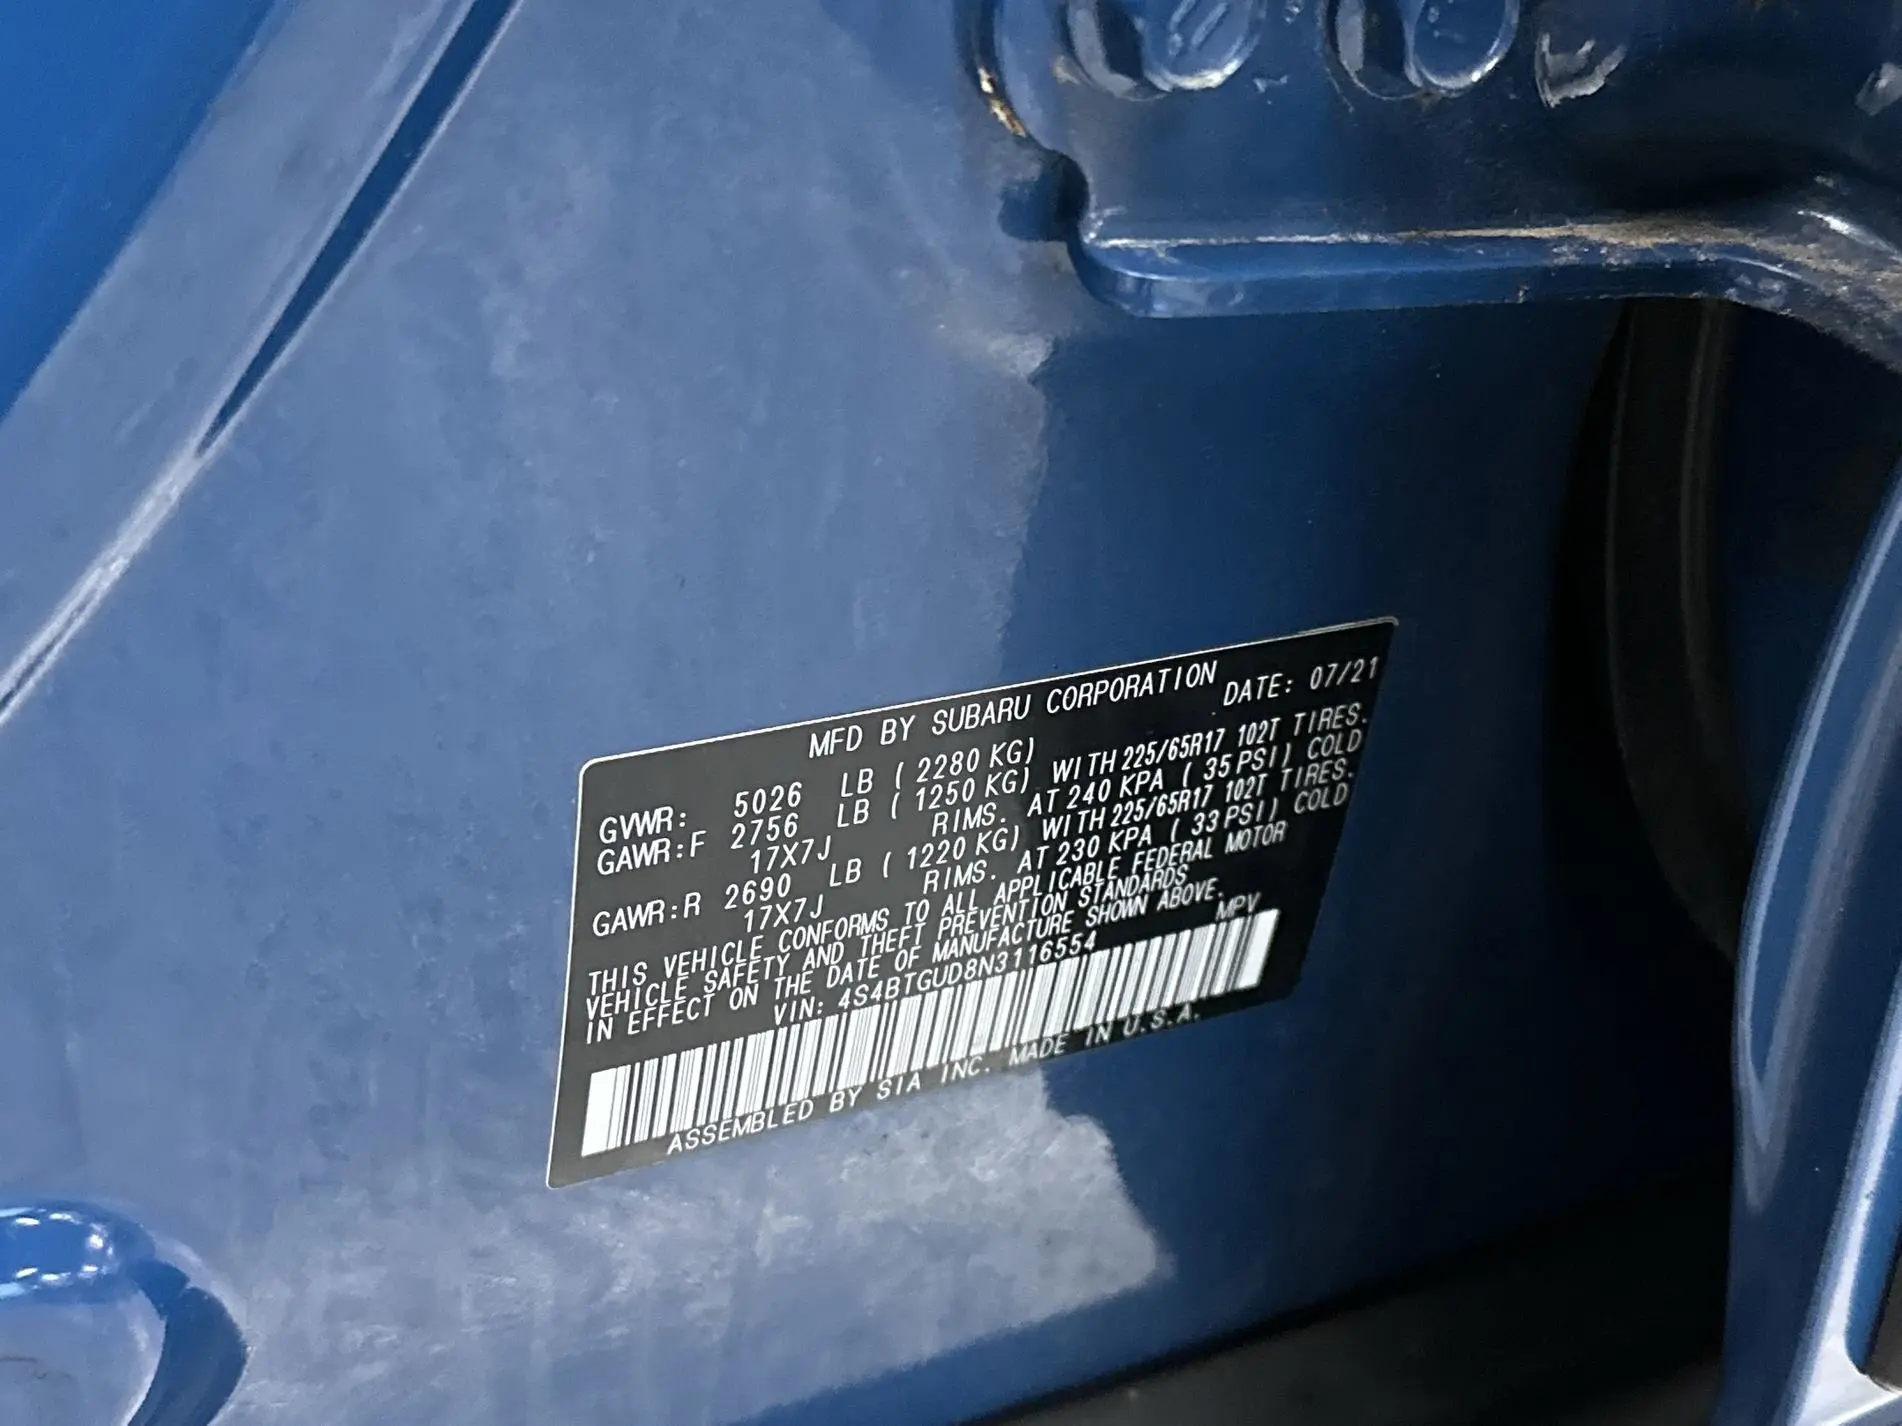 MFD BY SUBARU CORPORATION
DATE: 07/21
GVWR: 5026 LB ( 2280 KG)
GAWR:F 2756 LB ( 1250 KG) WITH 225/65R17 102T TIRES.
17X7J RIMS. AT 240 KPA ( 35 PSI) COLD
GAWR:R 2690 LB ( 1220 KG) WITH 225/65R17 102T TIRES.
17X7J RIMS. AT 230 KPA ( 33 PSI) COLD
THIS VEHICLE CONFORMS TO ALL APPLICABLE FEDERAL MOTOR
VEHICLE SAFETY AND THEFT PREVENTION STANDARDS
IN EFFECT ON THE DATE OF MANUFACTURE SHOWN ABOVE.
VIN: 4S4BTGUD8N3116554 MPV
ASSEMBLED BY SIA INC. MADE IN U.S.A.